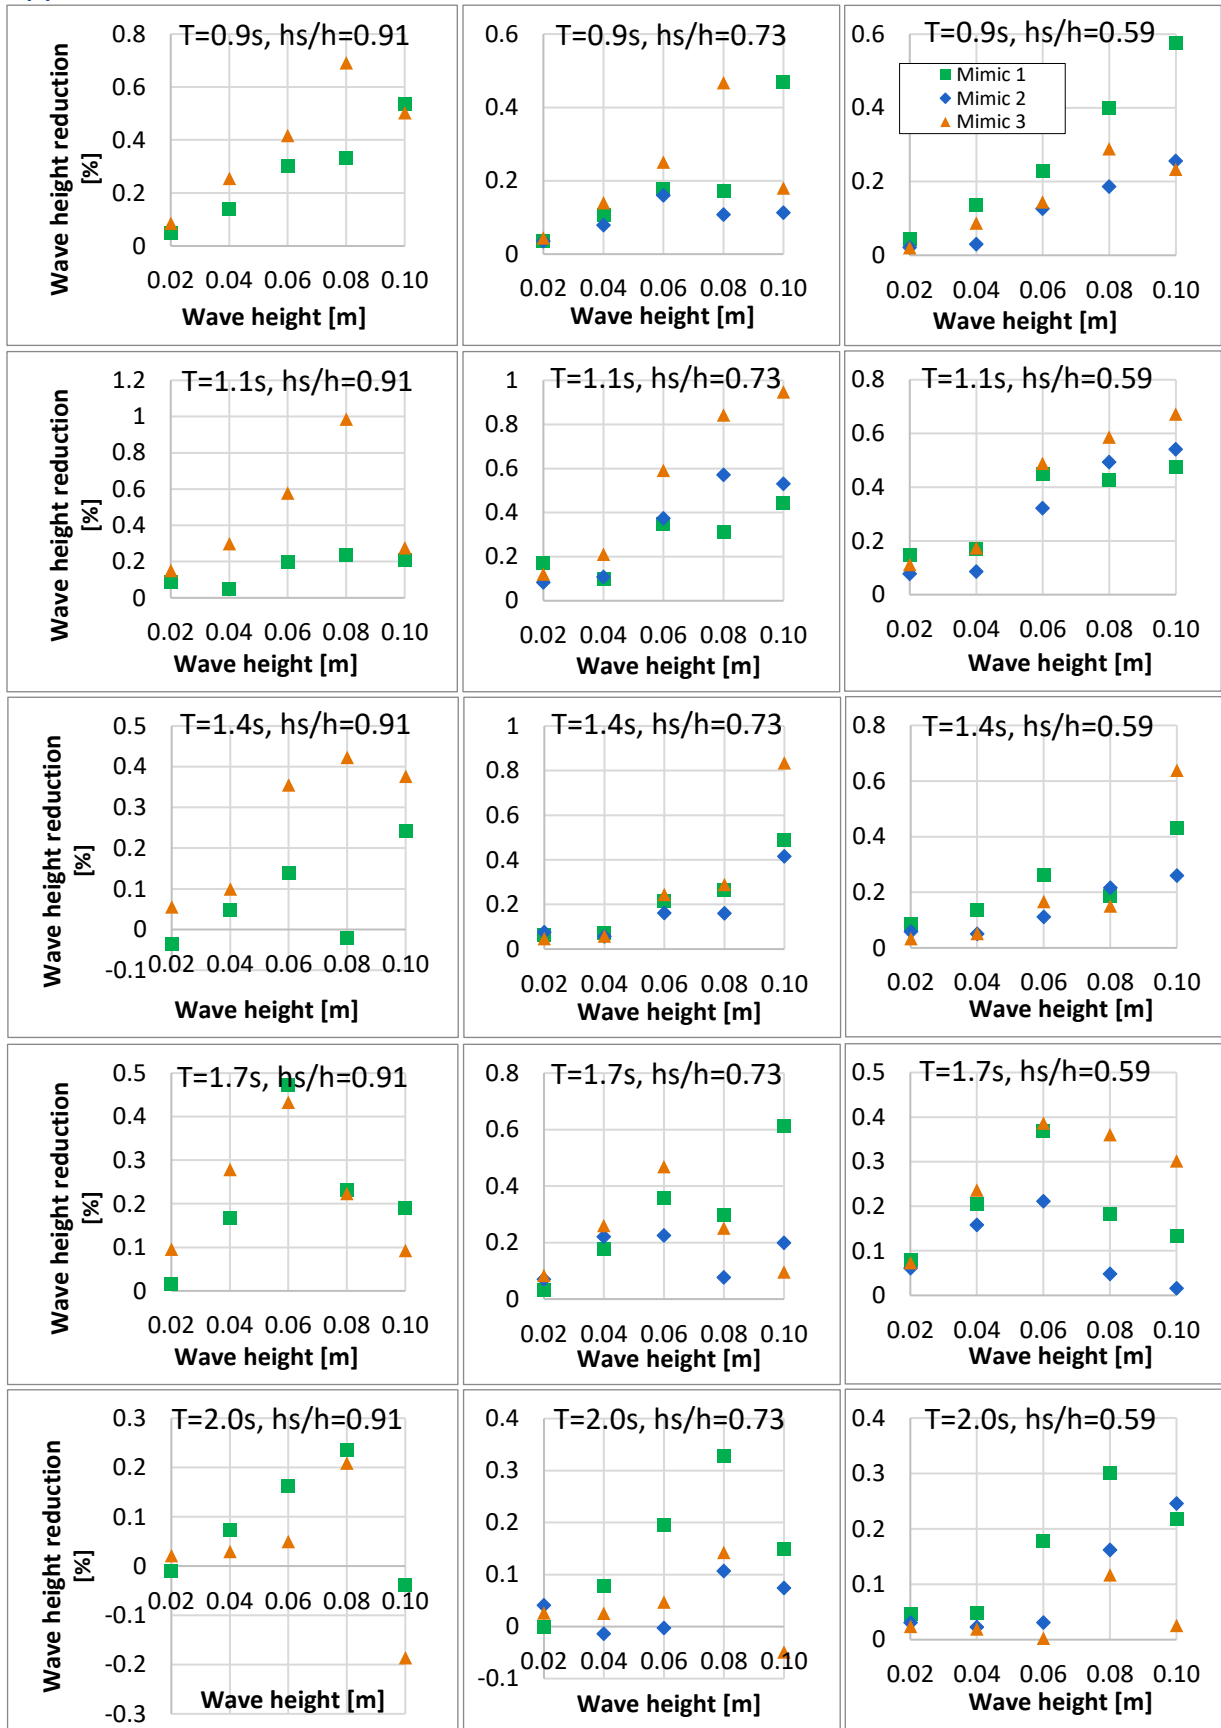 T=0.9s, hs/h=0.91
Wave height reduction
[%]
0.8
0.6
0.4
0.2
0
0.02 0.04 0.06 0.08 0.10
Wave height [m]
T=0.9s, hs/h=0.73
0.6
0.4
0.2
0
0.02 0.04 0.06 0.08 0.10
Wave height [m]
T=0.9s, hs/h=0.59
Mimic 1
Mimic 2
Mimic 3
0.6
0.4
0.2
0
0.02 0.04 0.06 0.08 0.10
Wave height [m]
T=1.1s, hs/h=0.91
Wave height reduction
[%]
1.2
1
0.8
0.6
0.4
0.2
0
0.02 0.04 0.06 0.08 0.10
Wave height [m]
T=1.1s, hs/h=0.73
1
0.8
0.6
0.4
0.2
0
0.02 0.04 0.06 0.08 0.10
Wave height [m]
T=1.1s, hs/h=0.59
0.8
0.6
0.4
0.2
0
0.02 0.04 0.06 0.08 0.10
Wave height [m]
T=1.4s, hs/h=0.91
Wave height reduction
[%]
0.5
0.4
0.3
0.2
0.1
0
-0.1
0.02 0.04 0.06 0.08 0.10
Wave height [m]
T=1.4s, hs/h=0.73
1
0.8
0.6
0.4
0.2
0
0.02 0.04 0.06 0.08 0.10
Wave height [m]
T=1.4s, hs/h=0.59
0.8
0.6
0.4
0.2
0
0.02 0.04 0.06 0.08 0.10
Wave height [m]
T=1.7s, hs/h=0.91
Wave height reduction
[%]
0.5
0.4
0.3
0.2
0.1
0
0.02 0.04 0.06 0.08 0.10
Wave height [m]
T=1.7s, hs/h=0.73
0.8
0.6
0.4
0.2
0
0.02 0.04 0.06 0.08 0.10
Wave height [m]
T=1.7s, hs/h=0.59
0.5
0.4
0.3
0.2
0.1
0
0.02 0.04 0.06 0.08 0.10
Wave height [m]
T=2.0s, hs/h=0.91
Wave height reduction
[%]
0.3
0.2
0.1
0
-0.1
-0.2
-0.3
0.02 0.04 0.06 0.08 0.10
Wave height [m]
T=2.0s, hs/h=0.73
0.4
0.3
0.2
0.1
0
-0.1
0.02 0.04 0.06 0.08 0.10
Wave height [m]
T=2.0s, hs/h=0.59
0.4
0.3
0.2
0.1
0
0.02 0.04 0.06 0.08 0.10
Wave height [m]